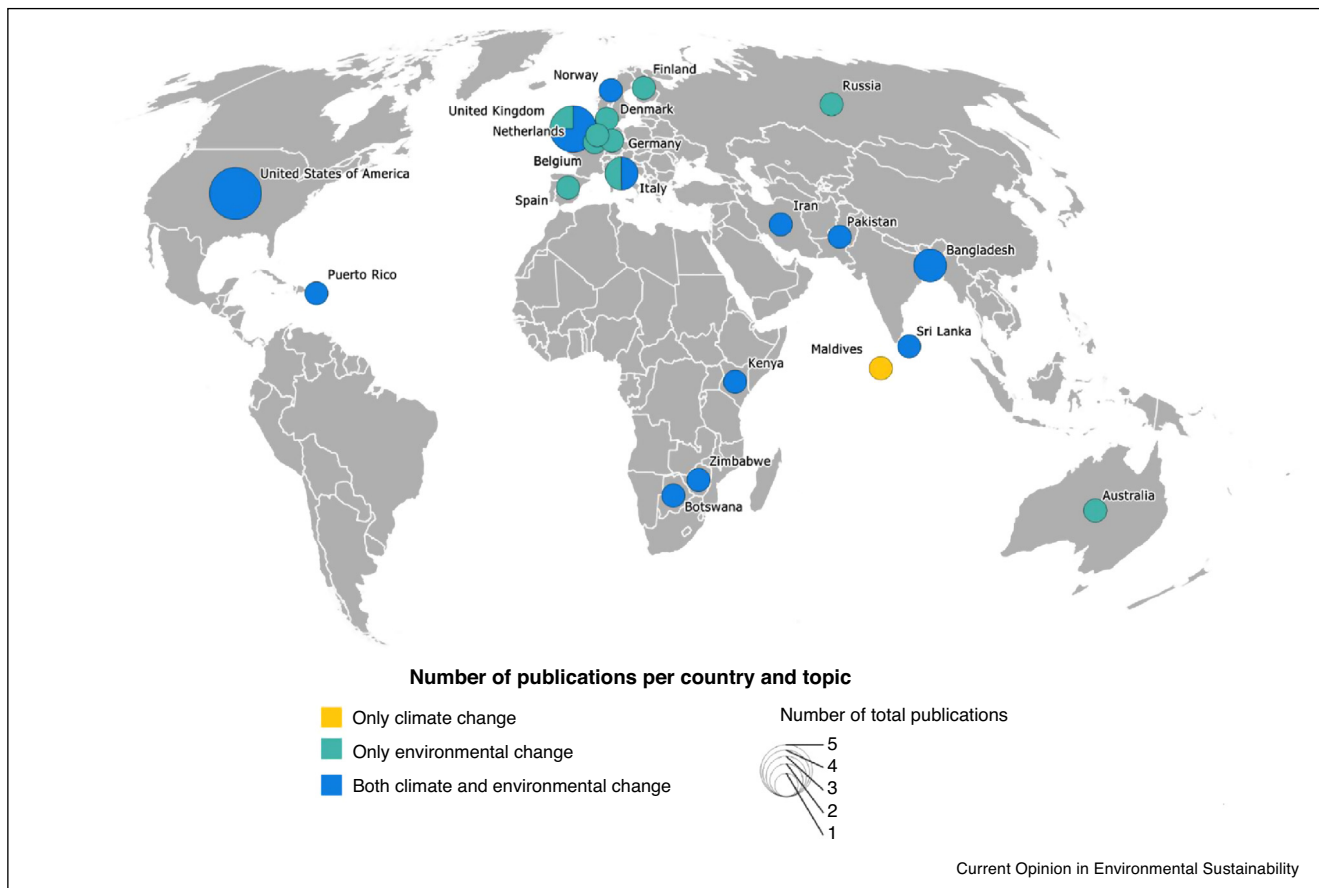 Norway
Finland
Russia
United Kingdom
Denmark
Netherlands
Germany
Belgium
United States of America
Italy
Spain
Iran
Pakistan
Bangladesh
Puerto Rico
Sri Lanka
Maldives
Kenya
Zimbabwe
Australia
Botswana
Number of publications per country and topic
Only climate change
Only environmental change
Both climate and environmental change
Number of total publications
5
4
3
2
1
Current Opinion in Environmental Sustainability